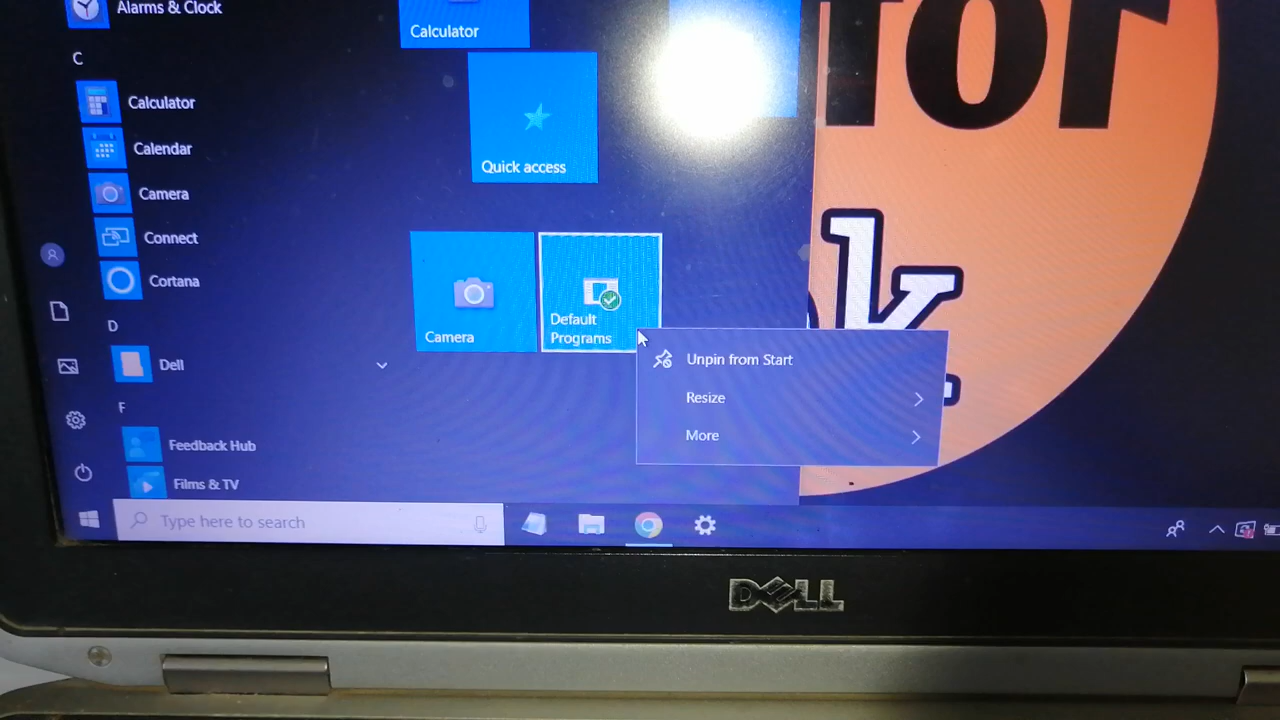 Alarms & Clock
C
Calculator
Calendar
Camera
Connect
Cortana
D
Dell
F
Feedback Hub
Films & TV
Calculator
Quick access
Camera
Default
Programs
Unpin from Start
Resize
More
Type here to search
tor
k
DELL